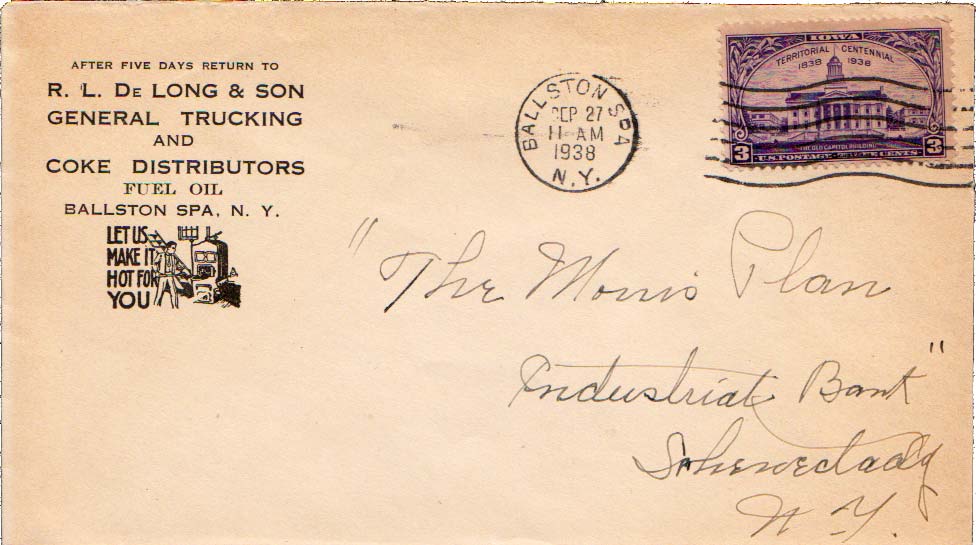 AFTER FIVE DAYS RETURN TO
R. L. DE LONG & SON
GENERAL TRUCKING
AND
COKE DISTRIBUTORS
FUEL OIL
BALLSTON SPA, N. Y.
LET US
MAKE IT
HOT FOR
YOU
BALLSTON SPA
SEP 27
11 AM
1938
N.Y.
IOWA
TERRITORIAL CENTENNIAL
1838 1938
THE OLD CAPITOL BUILDING
3 U.S. POSTAGE CENTS 3
"The Morris Plan
Industrial Bank"
Schenectady
N. Y.